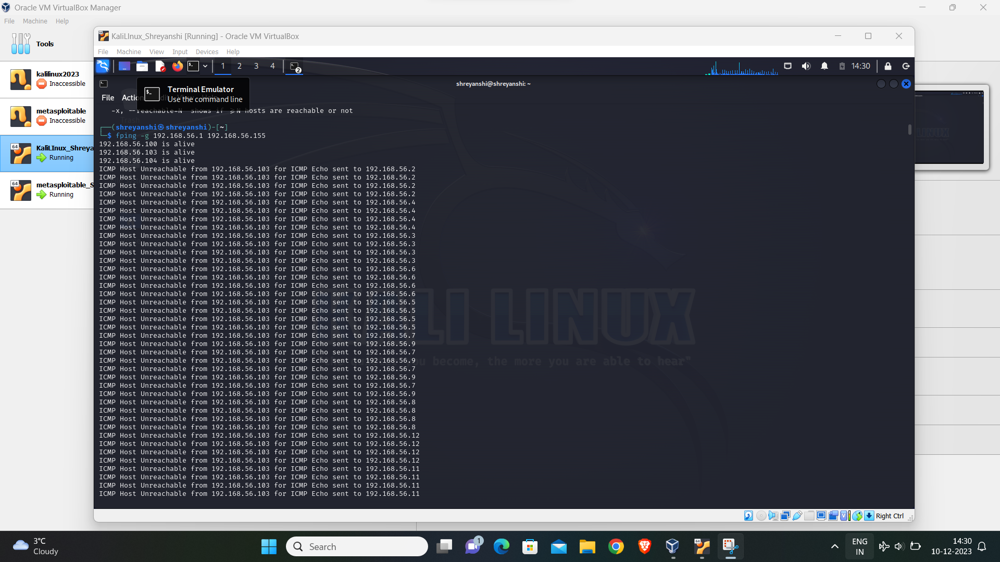 Oracle VM VirtualBox Manager
File Machine Help
Tools
kalilinux2023
Inaccessible
metasploitable
Inaccessible
64
KaliLInux_Shreya
Running
64
metasploitable_S
Running
64
KaliLInux_Shreyanshi [Running] - Oracle VM VirtualBox
File Machine View Input Devices Help
1 2 3 4 2 14:30
shreyanshi@shreyanshi: ~
File Actio
Terminal Emulator
Use the command line
-x, --reachable=N shows if ≥N hosts are reachable or not
Trash
┌──(shreyanshi㉿shreyanshi)-[~]
└─$ fping -g 192.168.56.1 192.168.56.155
192.168.56.100 is alive
192.168.56.103 is alive
192.168.56.104 is alive
ICMP Host Unreachable from 192.168.56.103 for ICMP Echo sent to 192.168.56.2
ICMP Host Unreachable from 192.168.56.103 for ICMP Echo sent to 192.168.56.2
ICMP Host Unreachable from 192.168.56.103 for ICMP Echo sent to 192.168.56.2
ICMP Host Unreachable from 192.168.56.103 for ICMP Echo sent to 192.168.56.2
ICMP Host Unreachable from 192.168.56.103 for ICMP Echo sent to 192.168.56.4
ICMP Host Unreachable from 192.168.56.103 for ICMP Echo sent to 192.168.56.4
ICMP Host Unreachable from 192.168.56.103 for ICMP Echo sent to 192.168.56.4
ICMP Host Unreachable from 192.168.56.103 for ICMP Echo sent to 192.168.56.4
ICMP Host Unreachable from 192.168.56.103 for ICMP Echo sent to 192.168.56.3
ICMP Host Unreachable from 192.168.56.103 for ICMP Echo sent to 192.168.56.3
ICMP Host Unreachable from 192.168.56.103 for ICMP Echo sent to 192.168.56.3
ICMP Host Unreachable from 192.168.56.103 for ICMP Echo sent to 192.168.56.3
ICMP Host Unreachable from 192.168.56.103 for ICMP Echo sent to 192.168.56.6
ICMP Host Unreachable from 192.168.56.103 for ICMP Echo sent to 192.168.56.6
ICMP Host Unreachable from 192.168.56.103 for ICMP Echo sent to 192.168.56.6
ICMP Host Unreachable from 192.168.56.103 for ICMP Echo sent to 192.168.56.6
ICMP Host Unreachable from 192.168.56.103 for ICMP Echo sent to 192.168.56.5
ICMP Host Unreachable from 192.168.56.103 for ICMP Echo sent to 192.168.56.5
ICMP Host Unreachable from 192.168.56.103 for ICMP Echo sent to 192.168.56.5
ICMP Host Unreachable from 192.168.56.103 for ICMP Echo sent to 192.168.56.5
ICMP Host Unreachable from 192.168.56.103 for ICMP Echo sent to 192.168.56.7
ICMP Host Unreachable from 192.168.56.103 for ICMP Echo sent to 192.168.56.9
ICMP Host Unreachable from 192.168.56.103 for ICMP Echo sent to 192.168.56.7
ICMP Host Unreachable from 192.168.56.103 for ICMP Echo sent to 192.168.56.9
ICMP Host Unreachable from 192.168.56.103 for ICMP Echo sent to 192.168.56.7
ICMP Host Unreachable from 192.168.56.103 for ICMP Echo sent to 192.168.56.9
ICMP Host Unreachable from 192.168.56.103 for ICMP Echo sent to 192.168.56.7
ICMP Host Unreachable from 192.168.56.103 for ICMP Echo sent to 192.168.56.9
ICMP Host Unreachable from 192.168.56.103 for ICMP Echo sent to 192.168.56.8
ICMP Host Unreachable from 192.168.56.103 for ICMP Echo sent to 192.168.56.8
ICMP Host Unreachable from 192.168.56.103 for ICMP Echo sent to 192.168.56.8
ICMP Host Unreachable from 192.168.56.103 for ICMP Echo sent to 192.168.56.8
ICMP Host Unreachable from 192.168.56.103 for ICMP Echo sent to 192.168.56.12
ICMP Host Unreachable from 192.168.56.103 for ICMP Echo sent to 192.168.56.12
ICMP Host Unreachable from 192.168.56.103 for ICMP Echo sent to 192.168.56.12
ICMP Host Unreachable from 192.168.56.103 for ICMP Echo sent to 192.168.56.12
ICMP Host Unreachable from 192.168.56.103 for ICMP Echo sent to 192.168.56.11
ICMP Host Unreachable from 192.168.56.103 for ICMP Echo sent to 192.168.56.11
ICMP Host Unreachable from 192.168.56.103 for ICMP Echo sent to 192.168.56.11
ICMP Host Unreachable from 192.168.56.103 for ICMP Echo sent to 192.168.56.11
LI LINUX
u become, the more you are able to hear"
Right Ctrl
3°C
Cloudy
Search
1
64
ENG
IN
14:30
10-12-2023